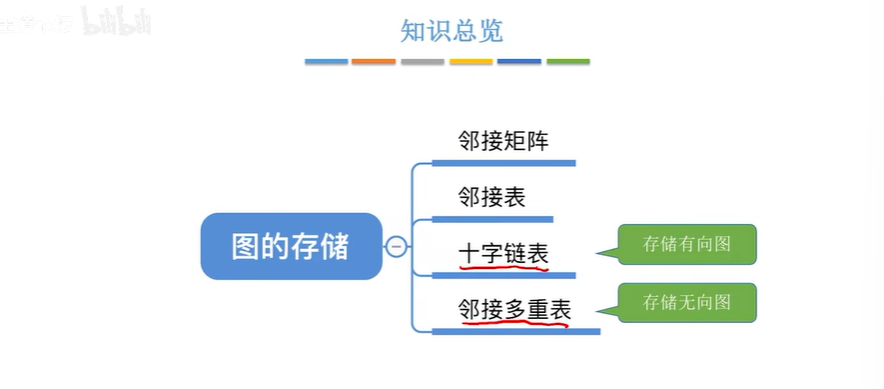 bilibili
知识总览
邻接矩阵
邻接表
图的存储
十字链表
存储有向图
邻接多重表
存储无向图